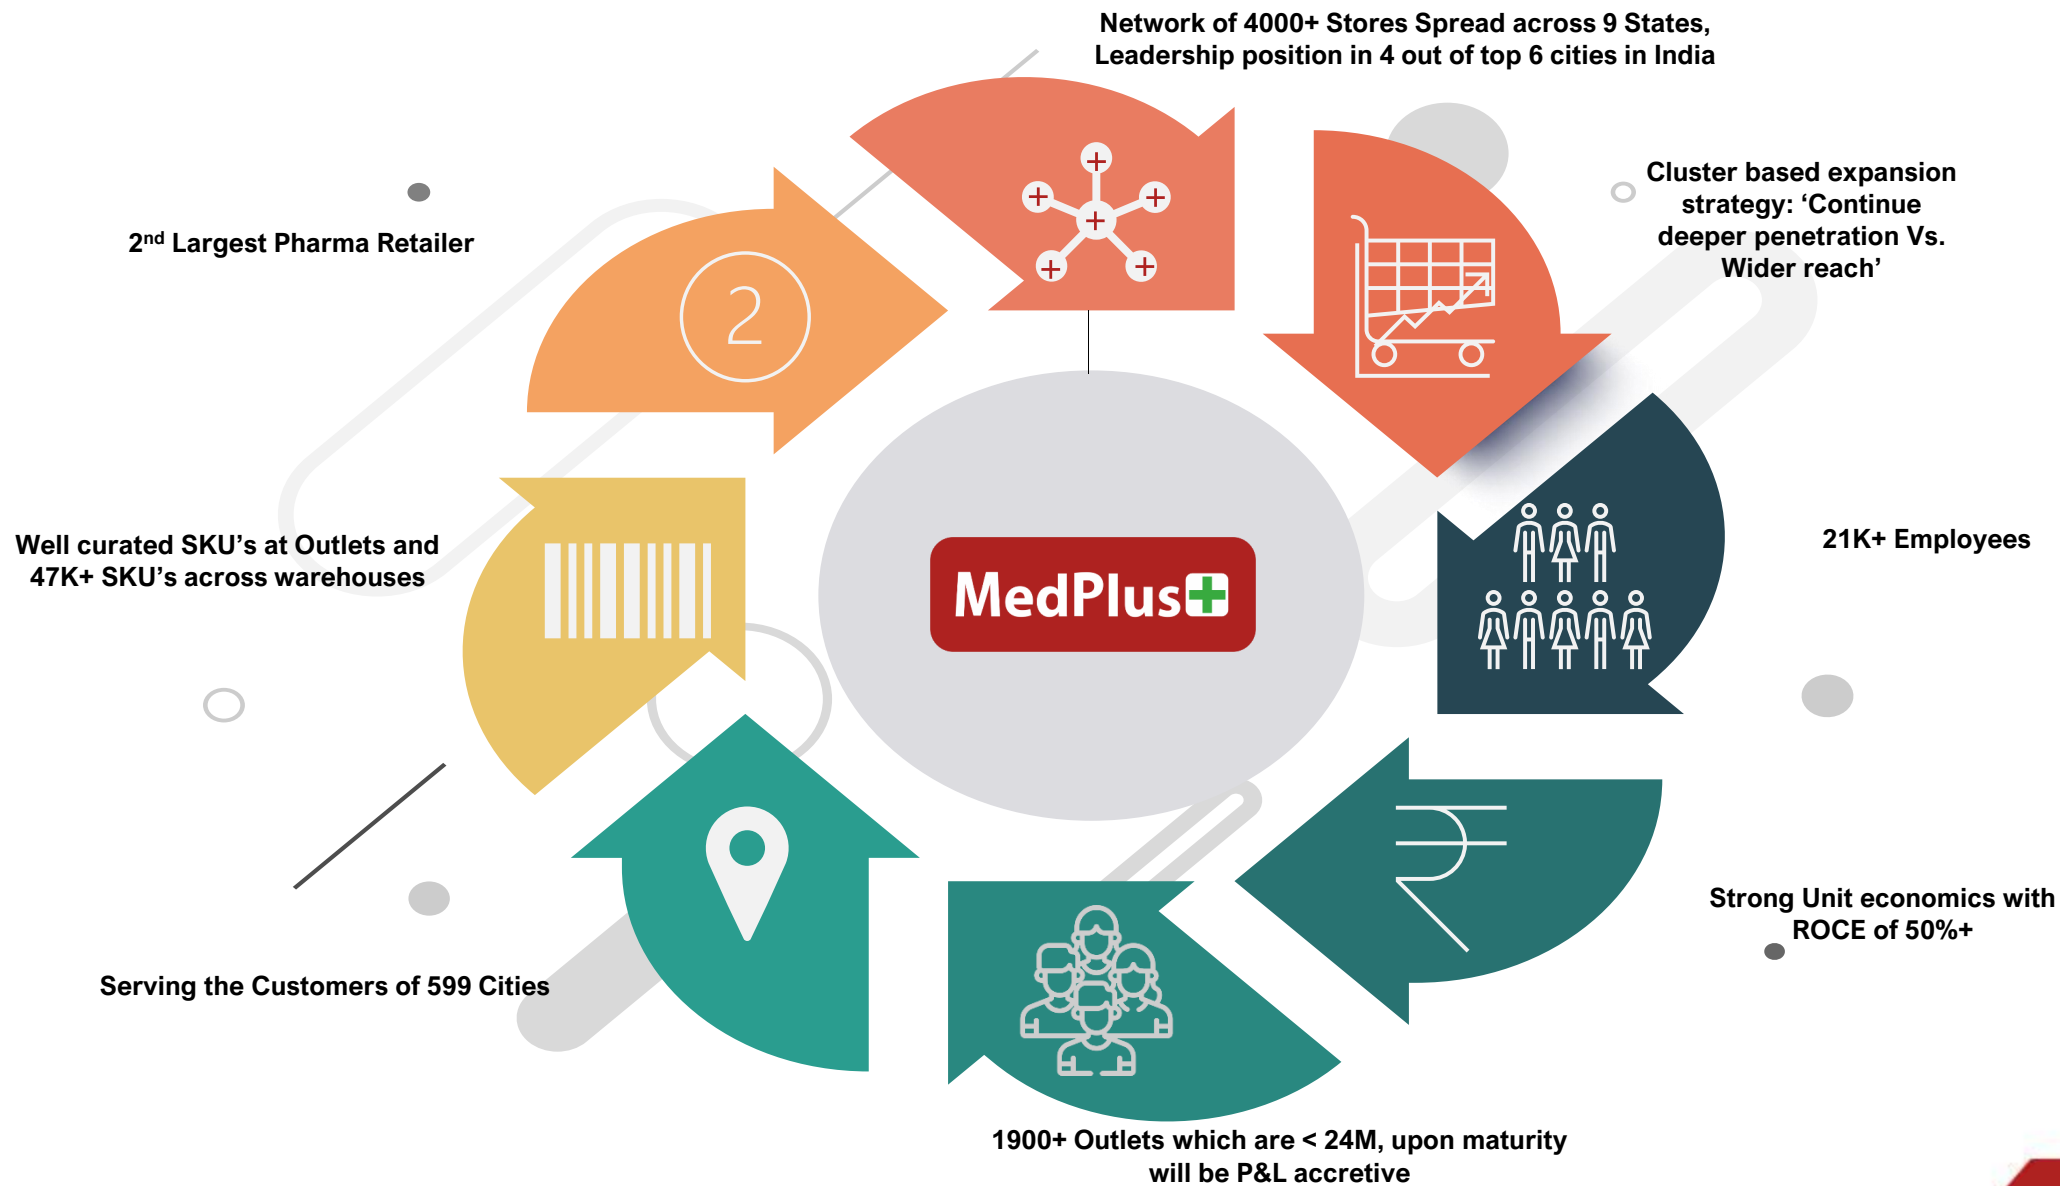 Network of 4000+ Stores Spread across 9 States,
Leadership position in 4 out of top 6 cities in India
Cluster based expansion
strategy: ‘Continue
deeper penetration Vs.
Wider reach’
2nd Largest Pharma Retailer
2
Well curated SKU’s at Outlets and
47K+ SKU’s across warehouses
MedPlus
21K+ Employees
Strong Unit economics with
ROCE of 50%+
Serving the Customers of 599 Cities
1900+ Outlets which are < 24M, upon maturity
will be P&L accretive